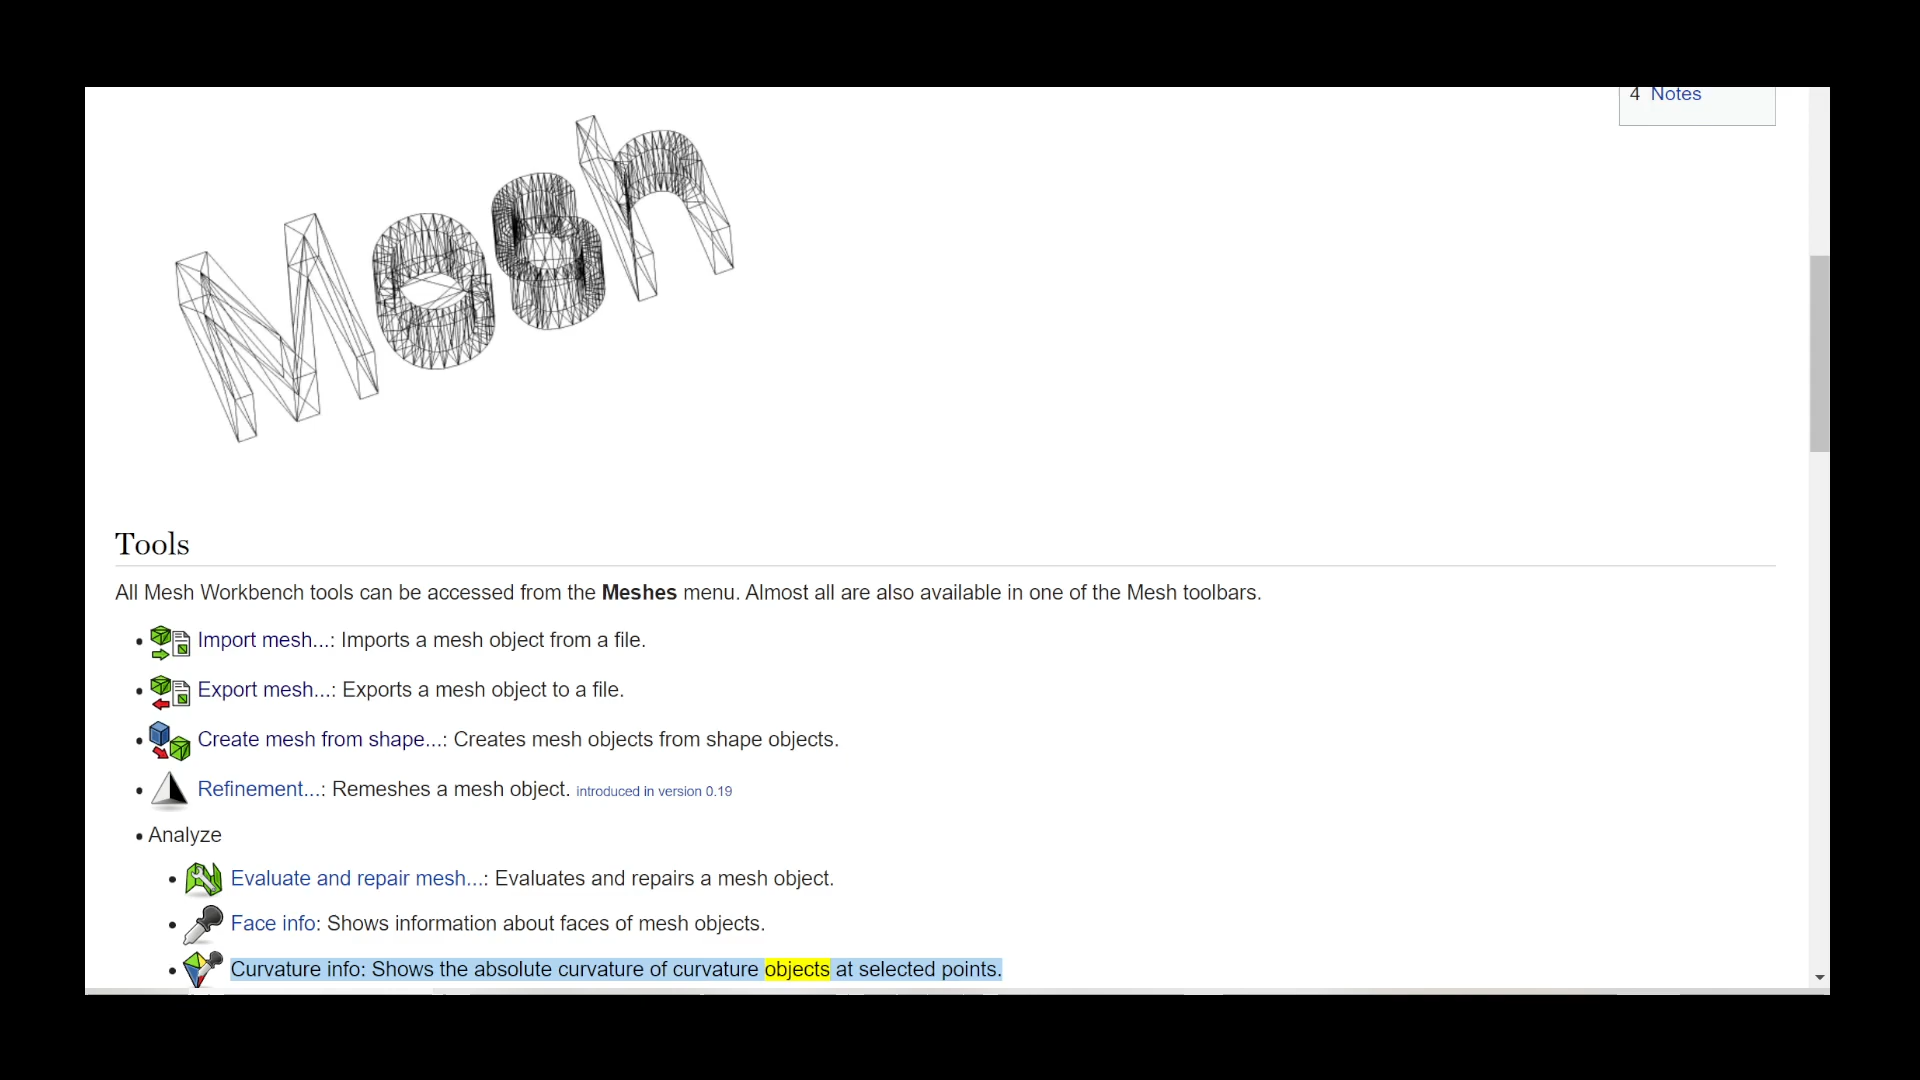 4 Notes
Mesh
Tools
All Mesh Workbench tools can be accessed from the Meshes menu. Almost all are also available in one of the Mesh toolbars.
Import mesh...: Imports a mesh object from a file.
Export mesh...: Exports a mesh object to a file.
Create mesh from shape...: Creates mesh objects from shape objects.
Refinement...: Remeshes a mesh object. introduced in version 0.19
Analyze
Evaluate and repair mesh...: Evaluates and repairs a mesh object.
Face info: Shows information about faces of mesh objects.
Curvature info: Shows the absolute curvature of curvature objects at selected points.